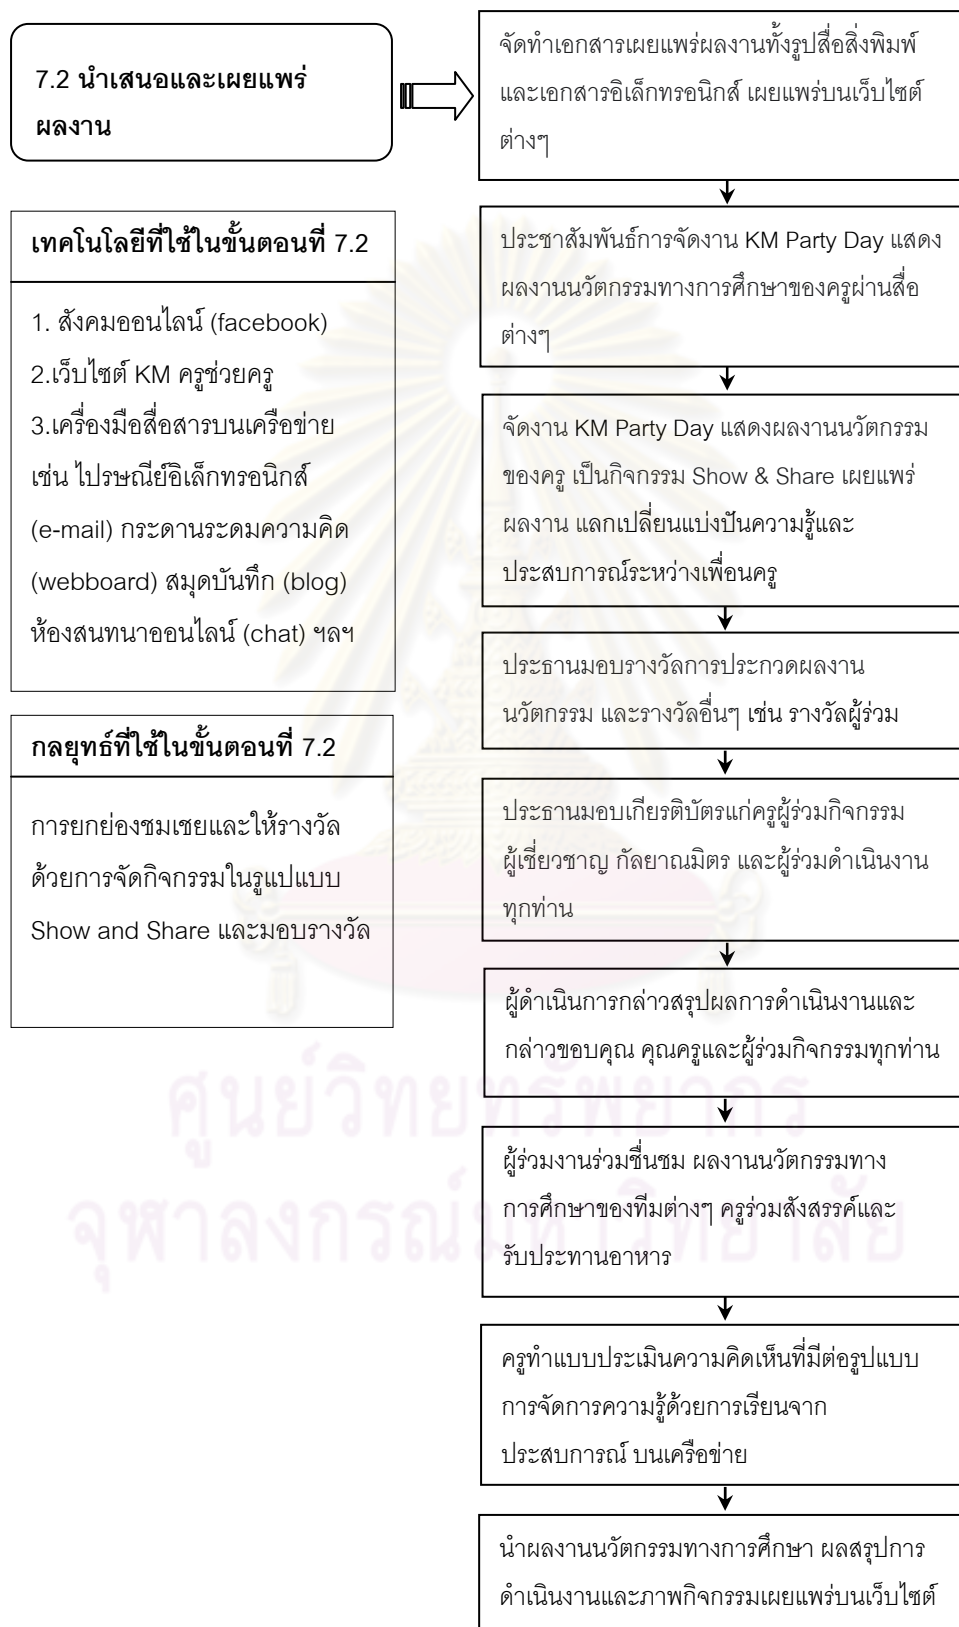 7.2 นำเสนอและเผยแพร่
ผลงาน
จัดทำเอกสารเผยแพร่ผลงานทั้งรูปสื่อสิ่งพิมพ์
และเอกสารอิเล็กทรอนิกส์ เผยแพร่บนเว็บไซต์
ต่างๆ
เทคโนโลยีที่ใช้ในขั้นตอนที่ 7.2
1. สังคมออนไลน์ (facebook)
2.เว็บไซต์ KM ครูช่วยครู
3.เครื่องมือสื่อสารบนเครือข่าย
เช่น ไปรษณีย์อิเล็กทรอนิกส์
(e-mail) กระดานระดมความคิด
(webboard) สมุดบันทึก (blog)
ห้องสนทนาออนไลน์ (chat) ฯลฯ
กลยุทธ์ที่ใช้ในขั้นตอนที่ 7.2
การยกย่องชมเชยและให้รางวัล
ด้วยการจัดกิจกรรมในรูปแปแบบ
Show and Share และมอบรางวัล
ประชาสัมพันธ์การจัดงาน KM Party Day แสดง
ผลงานนวัตกรรมทางการศึกษาของครูผ่านสื่อ
ต่างๆ
จัดงาน KM Party Day แสดงผลงานนวัตกรรม
ของครู เป็นกิจกรรม Show & Share เผยแพร่
ผลงาน แลกเปลี่ยนแบ่งปันความรู้และ
ประสบการณ์ระหว่างเพื่อนครู
ประธานมอบรางวัลการประกวดผลงาน
นวัตกรรม และรางวัลอื่นๆ เช่น รางวัลผู้ร่วม
ประธานมอบเกียรติบัตรแก่ครูผู้ร่วมกิจกรรม
ผู้เชี่ยวชาญ กัลยาณมิตร และผู้ร่วมดำเนินงาน
ทุกท่าน
ผู้ดำเนินการกล่าวสรุปผลการดำเนินงานและ
กล่าวขอบคุณ คุณครูและผู้ร่วมกิจกรรมทุกท่าน
ผู้ร่วมงานร่วมชื่นชม ผลงานนวัตกรรมทาง
การศึกษาของทีมต่างๆ ครูร่วมสังสรรค์และ
รับประทานอาหาร
ครูทำแบบประเมินความคิดเห็นที่มีต่อรูปแบบ
การจัดการความรู้ด้วยการเรียนจาก
ประสบการณ์ บนเครือข่าย
นำผลงานนวัตกรรมทางการศึกษา ผลสรุปการ
ดำเนินงานและภาพกิจกรรมเผยแพร่บนเว็บไซต์
ศูนย์วิทยทรัพยากร
จุฬาลงกรณ์มหาวิทยาลัย